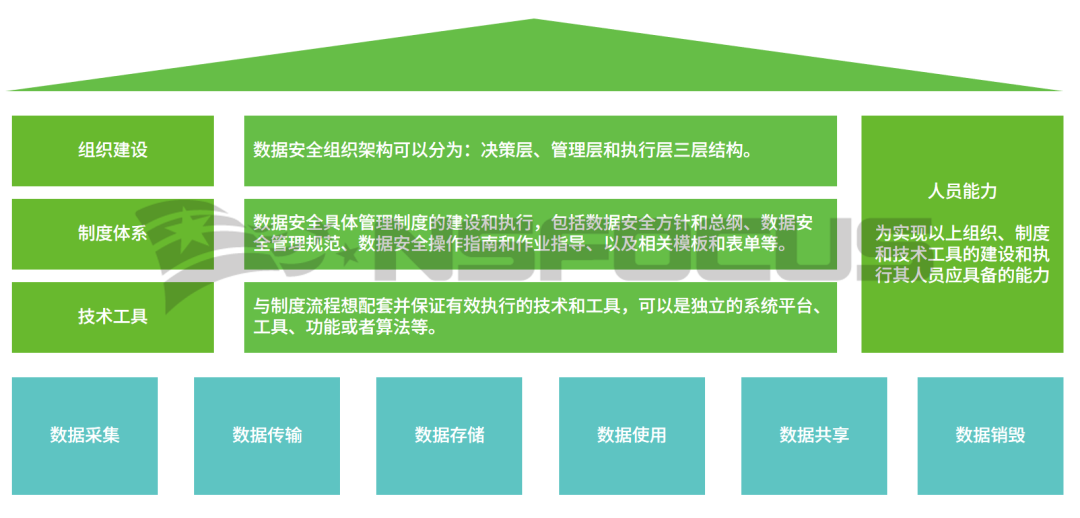 组织建设
数据安全组织架构可以分为：决策层、管理层和执行层三层结构。
制度体系
数据安全具体管理制度的建设和执行，包括数据安全方针和总纲、数据安
全管理规范、数据安全操作指南和作业指导、以及相关模板和表单等。
技术工具
与制度流程想配套并保证有效执行的技术和工具，可以是独立的系统平台、
工具、功能或者算法等。
人员能力
为实现以上组织、制度
和技术工具的建设和执
行其人员应具备的能力
NSFOCUS
数据采集
数据传输
数据存储
数据使用
数据共享
数据销毁